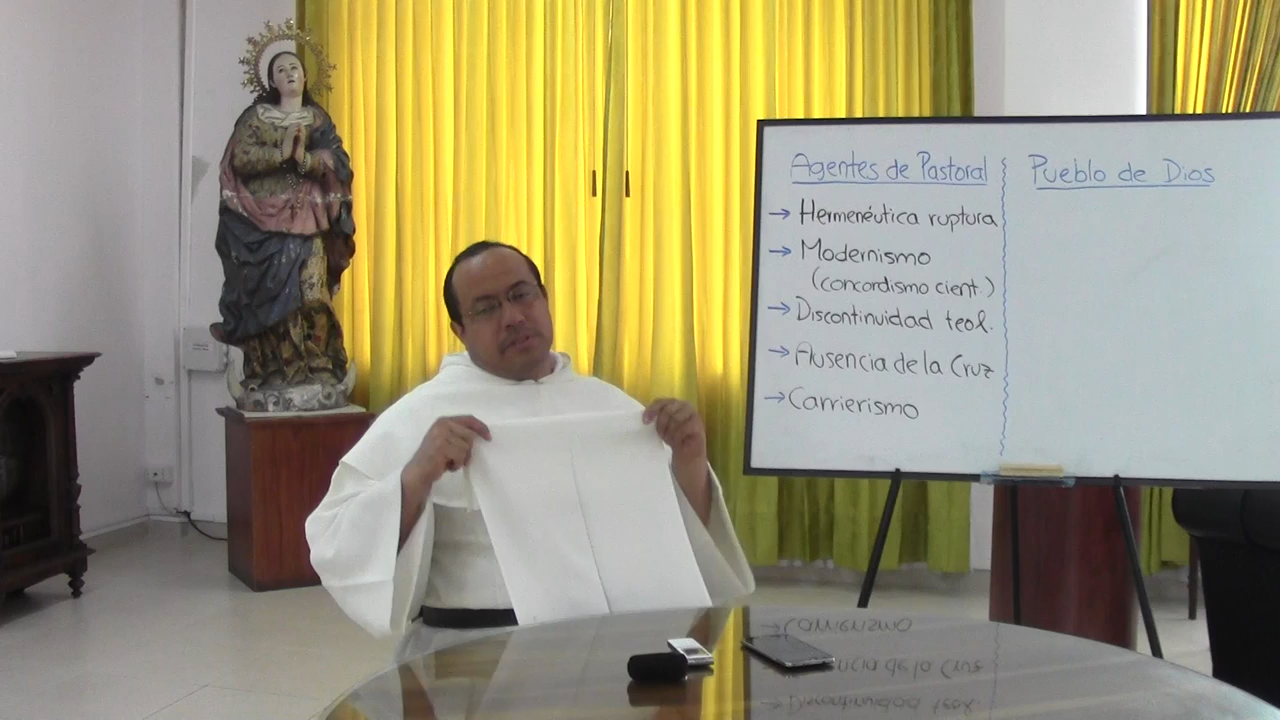 Agentes de Pastoral
→ Hermenéutica ruptura
→ Modernismo
(concordismo cient.)
→ Discontinuidad teol.
→ Ausencia de la Cruz
→ Carrierismo
Pueblo de Dios